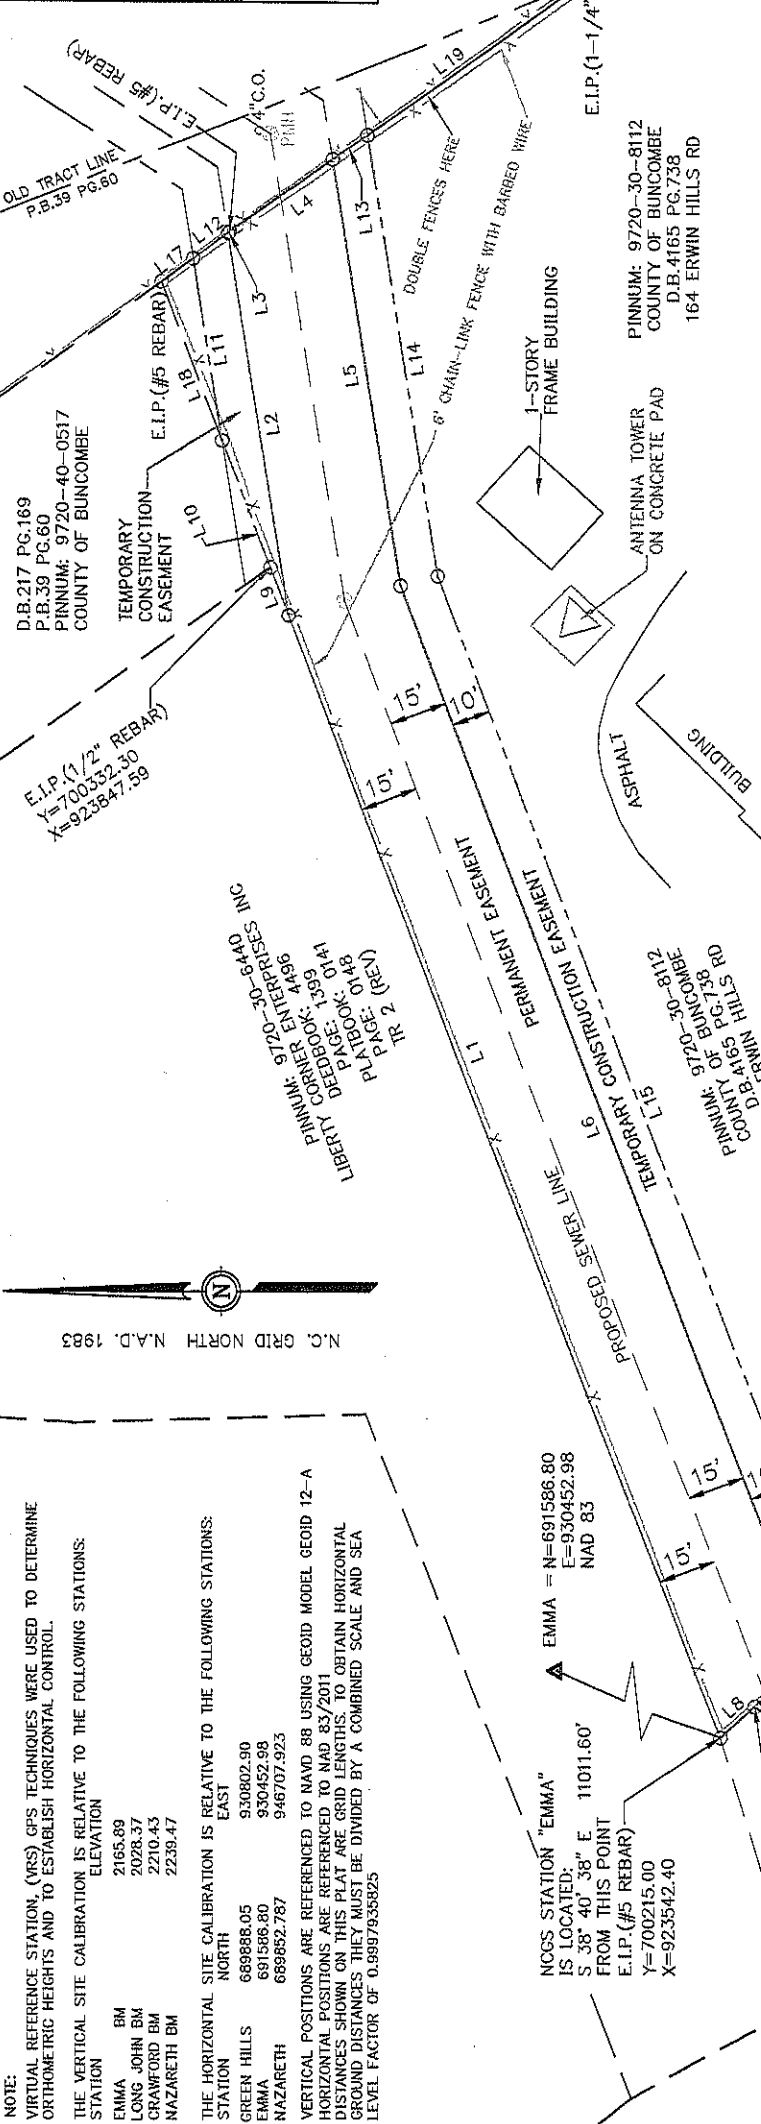 NOTE:
VIRTUAL REFERENCE STATION, (VRS) GPS TECHNIQUES WERE USED TO DETERMINE
ORTHOMETRIC HEIGHTS AND TO ESTABLISH HORIZONTAL CONTROL.
THE VERTICAL SITE CALIBRATION IS RELATIVE TO THE FOLLOWING STATIONS:
STATION ELEVATION
EMMA BM 2165.89
LONG JOHN BM 2028.37
CRAWFORD BM 2210.43
NAZARETH BM 2239.47
THE HORIZONTAL SITE CALIBRATION IS RELATIVE TO THE FOLLOWING STATIONS:
STATION NORTH EAST
GREEN HILLS 689888.05 930802.90
EMMA 691586.80 930452.98
NAZARETH 689852.787 946707.923
VERTICAL POSITIONS ARE REFERENCED TO NAVD 88 USING GEOID MODEL GEOID 12-A
HORIZONTAL POSITIONS ARE REFERENCED TO NAD 83/2011
DISTANCES SHOWN ON THIS PLAT ARE GRID LENGTHS. TO OBTAIN HORIZONTAL
GROUND DISTANCES THEY MUST BE DIVIDED BY A COMBINED SCALE AND SEA
LEVEL FACTOR OF 0.9997935825
N.C. GRID NORTH N.A.D. 1983
N
NCGS STATION "EMMA"
IS LOCATED:
S 38° 40' 38" E 11011.60'
FROM THIS POINT
E.I.P.(#5 REBAR)
Y=700215.00
X=923542.40
EMMA = N=691586.80
E=930452.98
NAD 83
L8
15'
15'
PINNUM: 9720-30-6440
LIBERTY CORNER ENTERPRISES INC
DEEDBOOK: 4496
PAGE: 1399
PLATBOOK: 0141
PAGE: 0148
TR 2 (REV)
L1
PROPOSED SEWER LINE
PERMANENT EASEMENT
L6
TEMPORARY CONSTRUCTION EASEMENT
L15
PINNUM: 9720-30-8112
COUNTY OF BUNCOMBE
D.B.4165 PG.738
ERWIN HILLS RD
15'
15'
10'
E.I.P.(1/2" REBAR)
Y=700332.30
X=923847.59
D.B.217 PG.169
P.B.39 PG.60
PINNUM: 9720-40-0517
COUNTY OF BUNCOMBE
TEMPORARY
CONSTRUCTION
EASEMENT
L9
L10
L18
L11
L2
E.I.P.(#5 REBAR)
L17
L12
L3
L4
L5
L13
L14
OLD TRACT LINE
P.B.39 PG.60
E.I.P.(#5 REBAR)
4"C.O.
PMH
L19
DOUBLE FENCES HERE
6' CHAIN-LINK FENCE WITH BARBED WIRE
E.I.P.(1-1/4"
1-STORY
FRAME BUILDING
ANTENNA TOWER
ON CONCRETE PAD
ASPHALT
BUILDING
PINNUM: 9720-30-8112
COUNTY OF BUNCOMBE
D.B.4165 PG.738
164 ERWIN HILLS RD